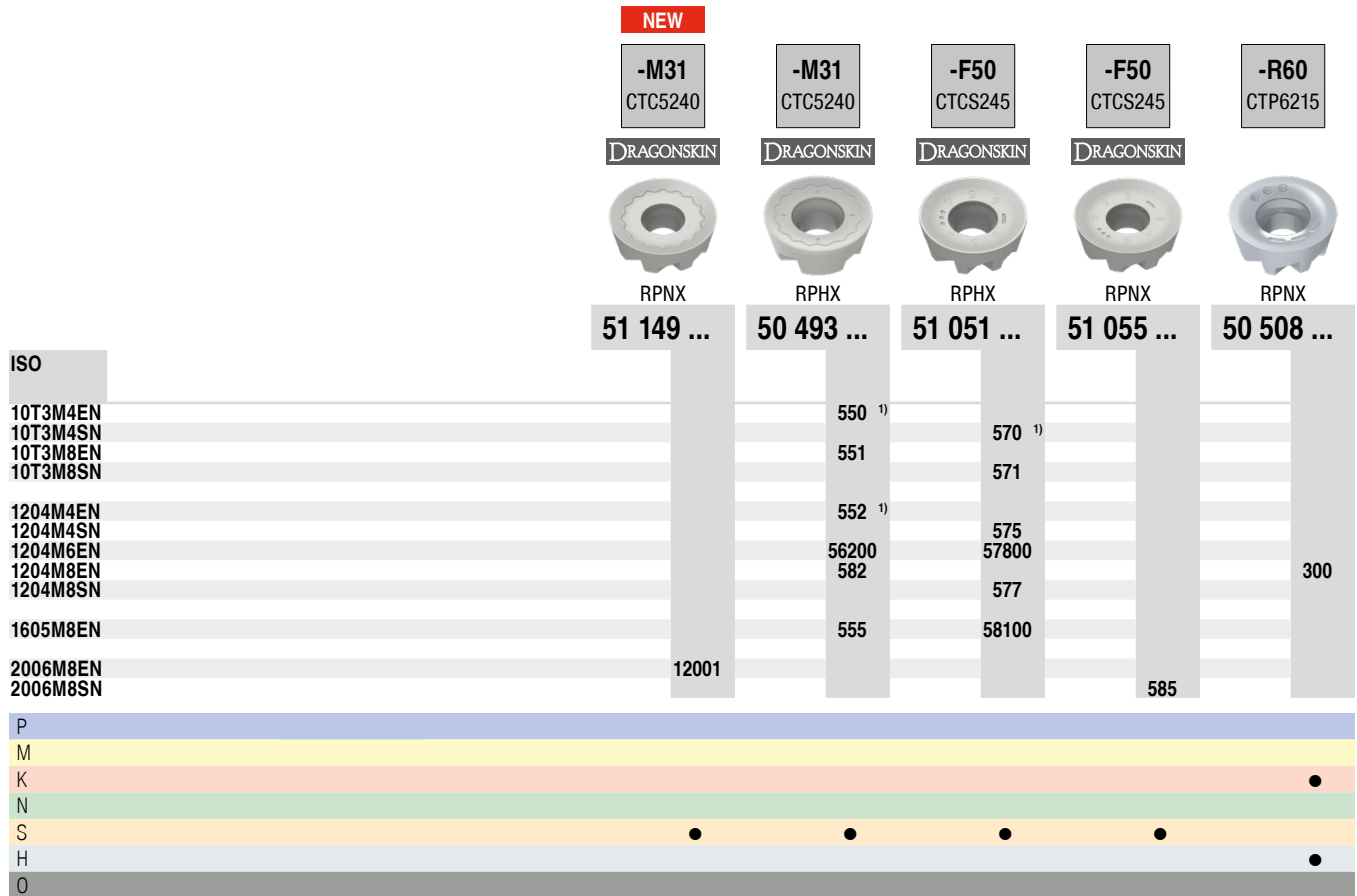 NEW
-M31 -M31 -F50 -F50 -R60
CTC5240 CTC5240 CTCS245 CTCS245 CTP6215
DRAGONSKIN DRAGONSKIN DRAGONSKIN DRAGONSKIN
RPNX RPHX RPHX RPNX RPNX
51 149 ... 50 493 ... 51 051 ... 51 055 ... 50 508 ...
ISO
10T3M4EN 550 1)
10T3M4SN 570 1)
10T3M8EN 551
10T3M8SN 571
1204M4EN 552 1)
1204M4SN 575
1204M6EN 56200 57800
1204M8EN 582 300
1204M8SN 577
1605M8EN 555 58100
2006M8EN 12001
2006M8SN 585
P
M
K ●
N
S ● ● ● ●
H ●
O